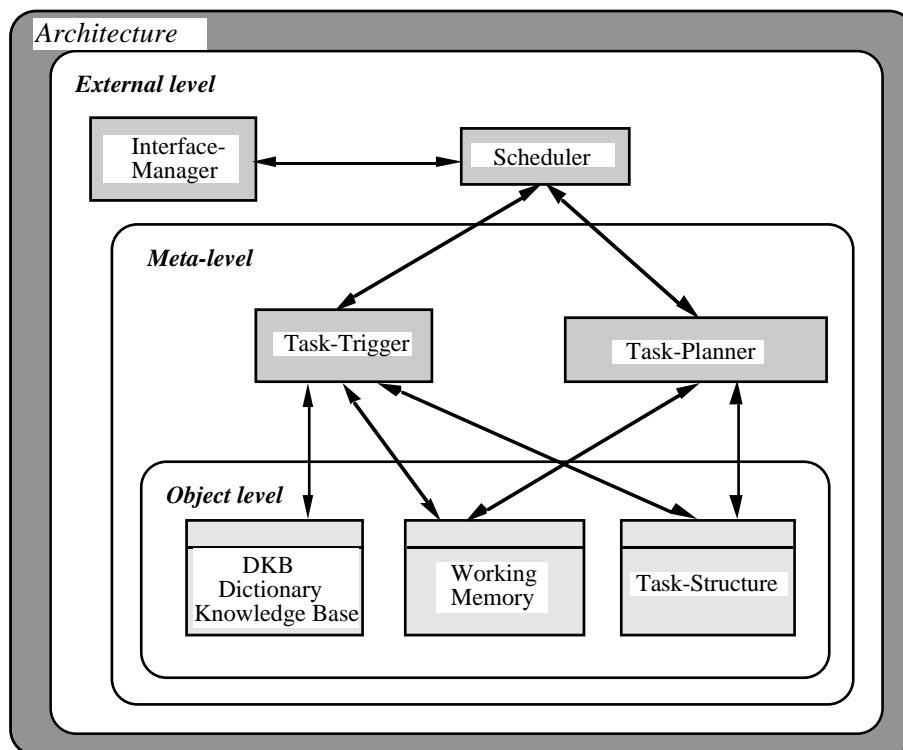 Architecture
External level
Interface-
Manager
Scheduler
Meta-level
Task-Trigger
Task-Planner
Object level
DKB
Dictionary
Knowledge Base
Working
Memory
Task-Structure